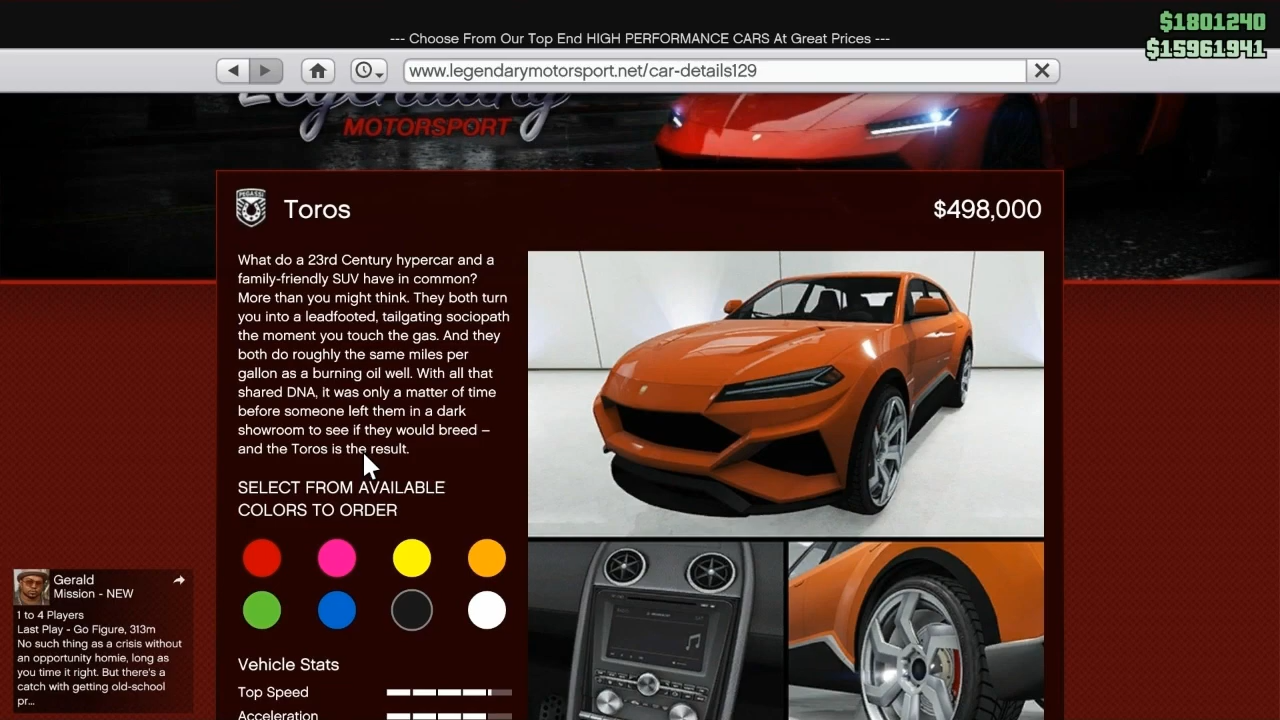 $1801240
--- Choose From Our Top End HIGH PERFORMANCE CARS At Great Prices ---
$15961941
www.legendarymotorsport.net/car-details129
Legendary
MOTORSPORT
PEGASSI
Toros
$498,000
What do a 23rd Century hypercar and a
family-friendly SUV have in common?
More than you might think. They both turn
you into a leadfooted, tailgating sociopath
the moment you touch the gas. And they
both do roughly the same miles per
gallon as a burning oil well. With all that
shared DNA, it was only a matter of time
before someone left them in a dark
showroom to see if they would breed –
and the Toros is the result.
SELECT FROM AVAILABLE
COLORS TO ORDER
Vehicle Stats
Top Speed
Acceleration
Gerald
Mission - NEW
1 to 4 Players
Last Play - Go Figure, 313m
No such thing as a crisis without
an opportunity homie, long as
you time it right. But there's a
catch with getting old-school
pr...